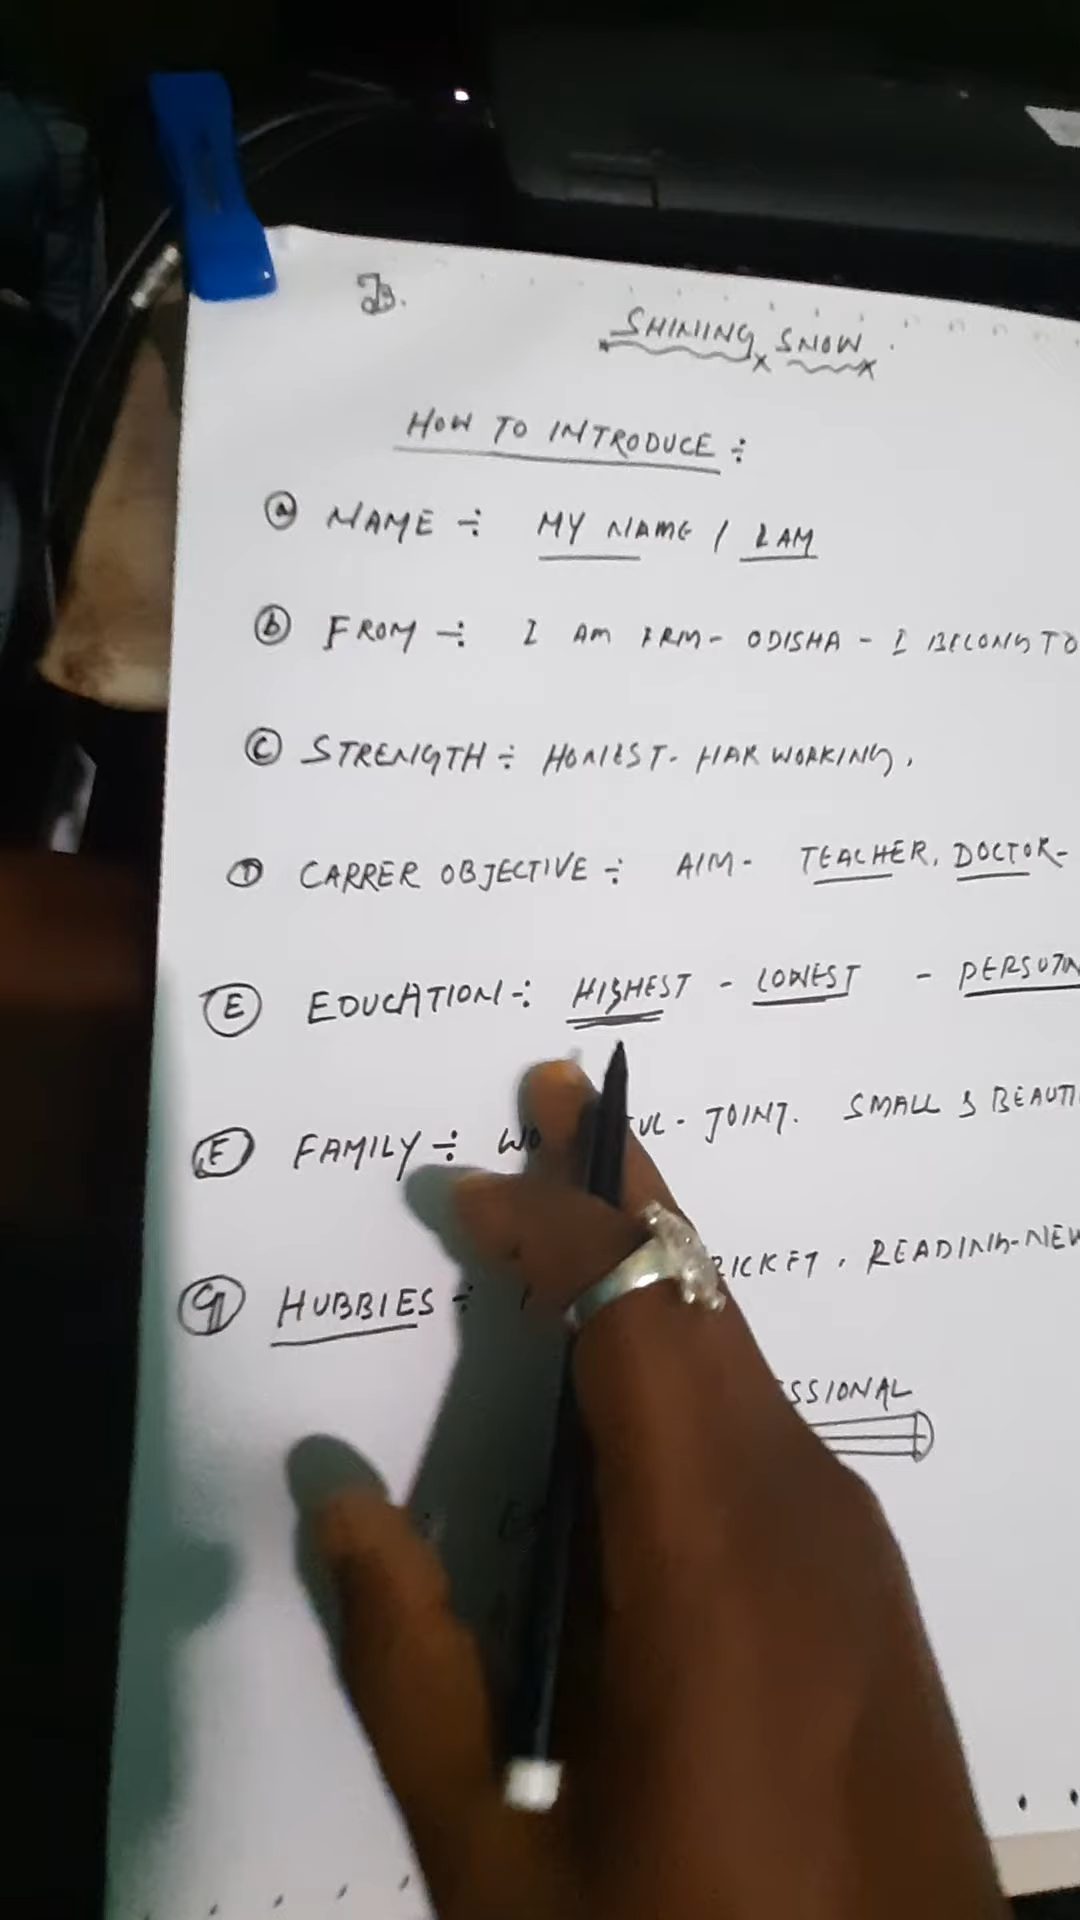 SHINING SNOW.
HOW TO INTRODUCE ÷
ⓐ NAME ÷ MY NAME / I AM
ⓑ FROM ÷ I AM FRM - ODISHA - I BELONG TO
ⓒ STRENGTH ÷ HONEST - HAR WORKING.
Ⓓ CARRER OBJECTIVE ÷ AIM - TEACHER, DOCTOR -
Ⓔ EDUCATION ÷ HIGHEST - LOWEST -
Ⓕ FAMILY ÷ JOINT. SMALL & BEAUTI
Ⓖ HUBBIES ÷ RICKET, READING - NEW
SSIONAL